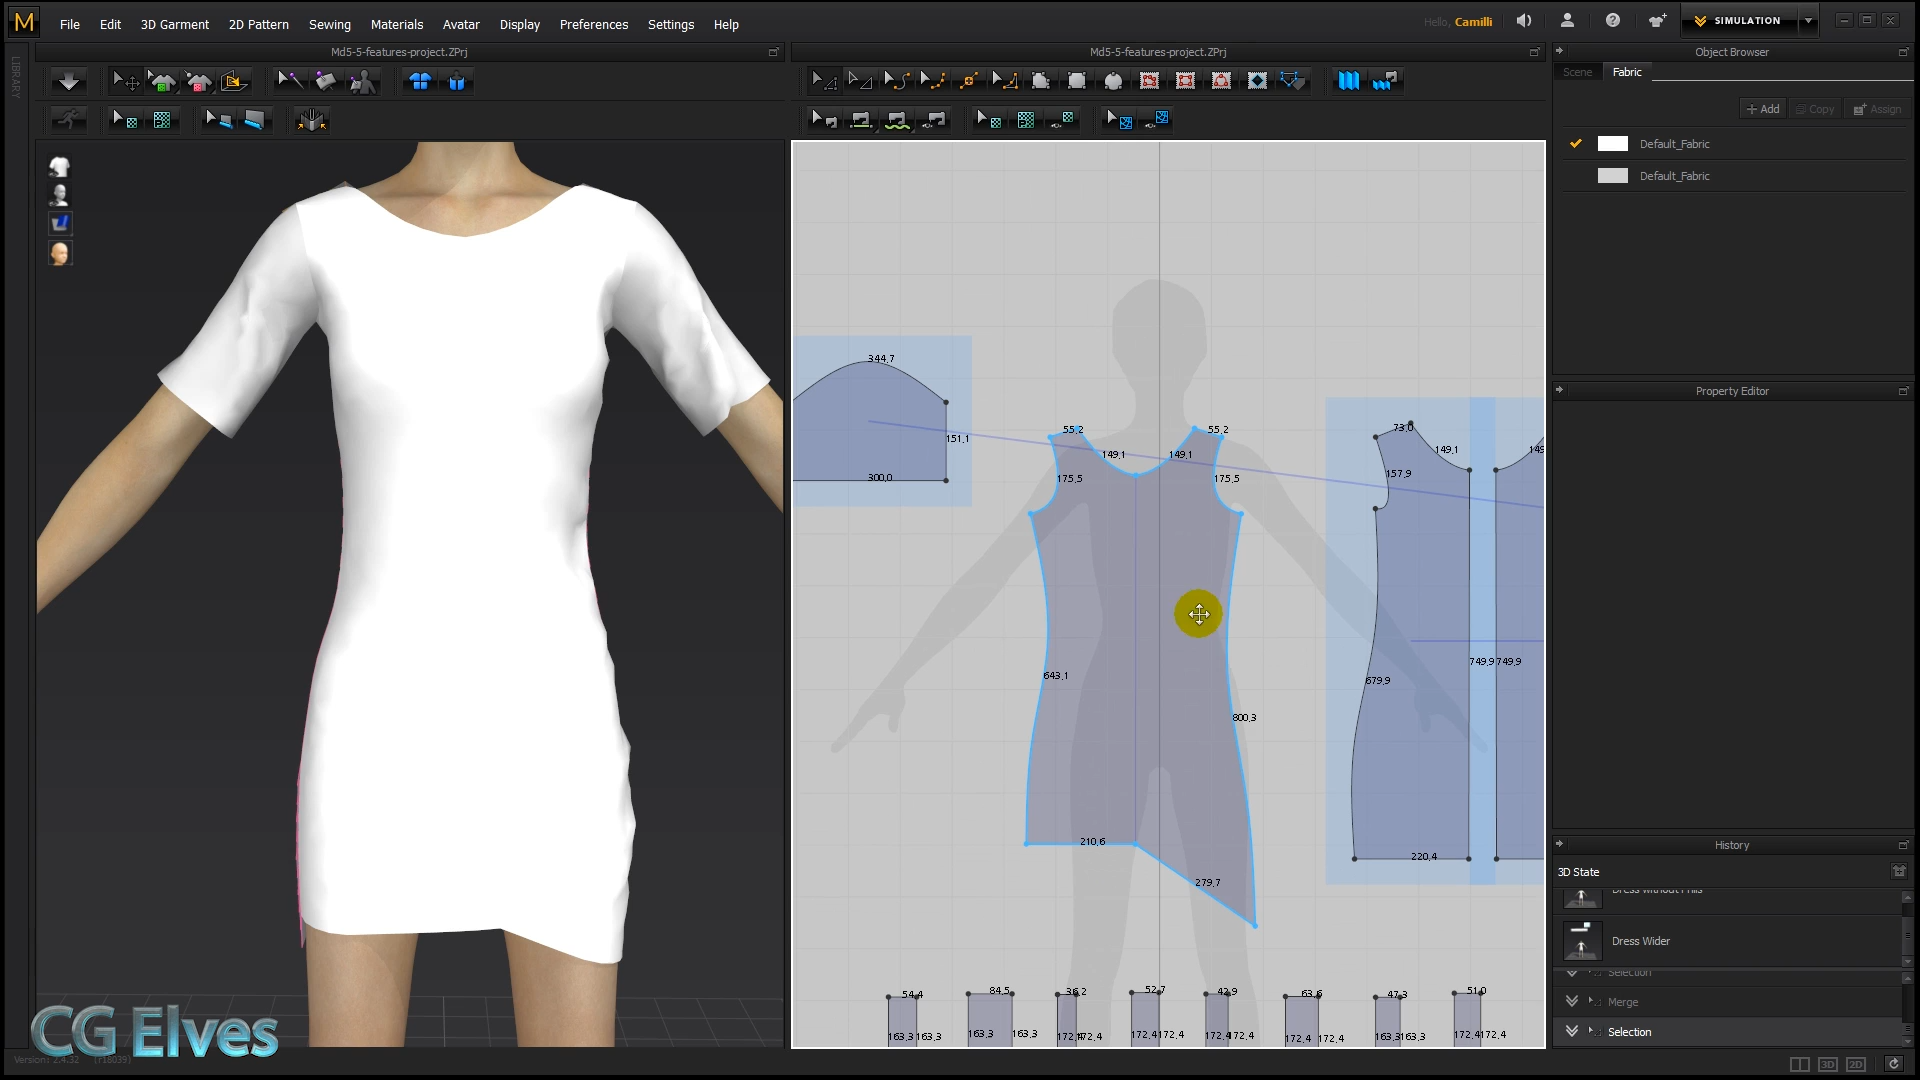 M File Edit 3D Garment 2D Pattern Sewing Materials Avatar Display Preferences Settings Help Hello, Camilli SIMULATION
Md5-5-features-project.ZPrj
Md5-5-features-project.ZPrj
Object Browser
LIBRARY
Scene Fabric
Add Copy Assign
Default_Fabric
Default_Fabric
Property Editor
344,7
151,1
300,0
55,2 55,2
149,1 149,1
175,5 175,5
643,1
800,3
210,6
279,7
73,0
149,1
157,9
749,9 749,9
679,9
220,4
54,4 84,5 36,2 52,7 42,9 63,6 47,3 51,0
163,3 163,3 163,3 163,3 172,4 172,4 172,4 172,4 172,4 172,4 172,4 163,3 163,3 172,4 172,4
History
3D State
Dress Wider
Selection
Merge
Selection
CG Elves
Version: 2.4.32 (r18039)
3D 2D